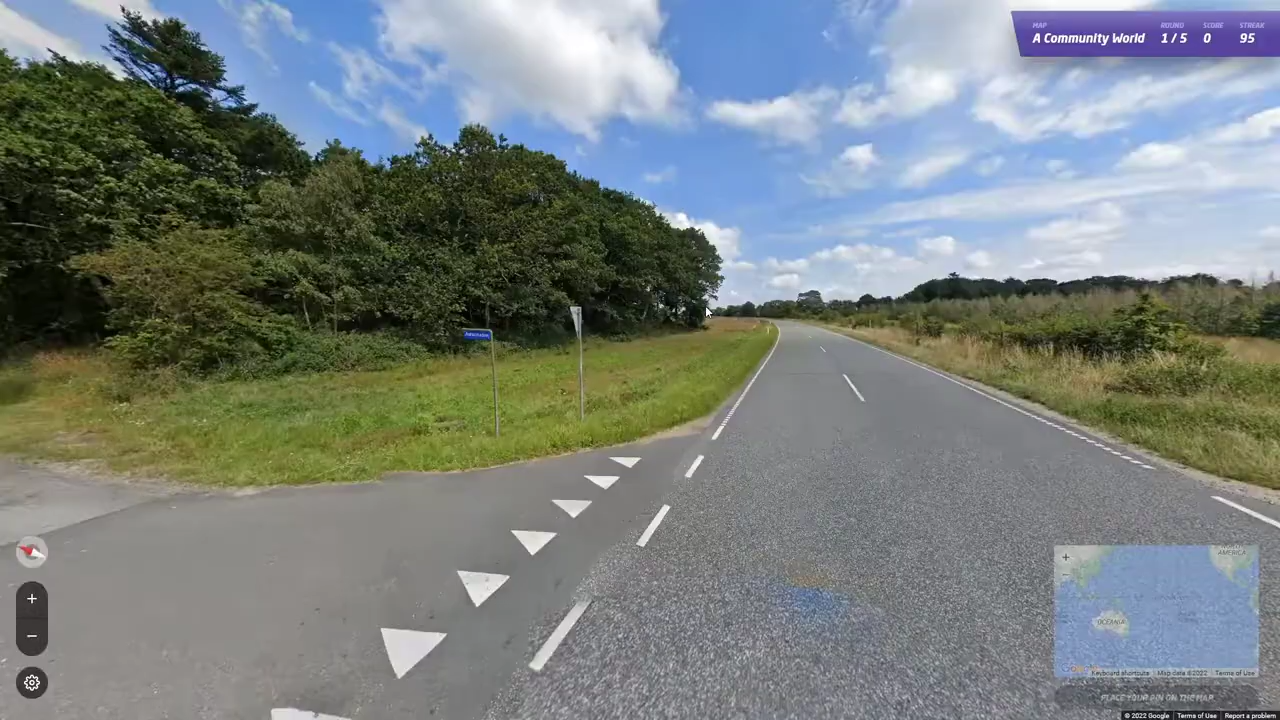 MAP
A Community World
ROUND
1 / 5
SCORE
0
STREAK
95
+
−
+
OCEANIA
AMERICA
Keyboard shortcuts
Map data ©2022
Terms of Use
PLACE YOUR PIN ON THE MAP
© 2022 Google
Terms of Use
Report a problem